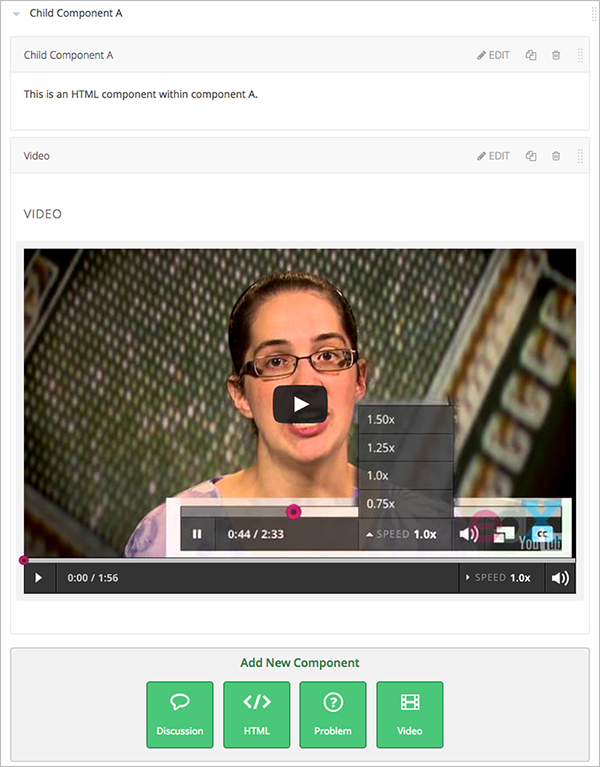 Child Component A
Child Component A EDIT
This is an HTML component within component A.
Video EDIT
VIDEO
1.50x
1.25x
1.0x
0.75x
0:44 / 2:33 SPEED 1.0x CC
YouTub
0:00 / 1:56 SPEED 1.0x
Add New Component
Discussion HTML Problem Video